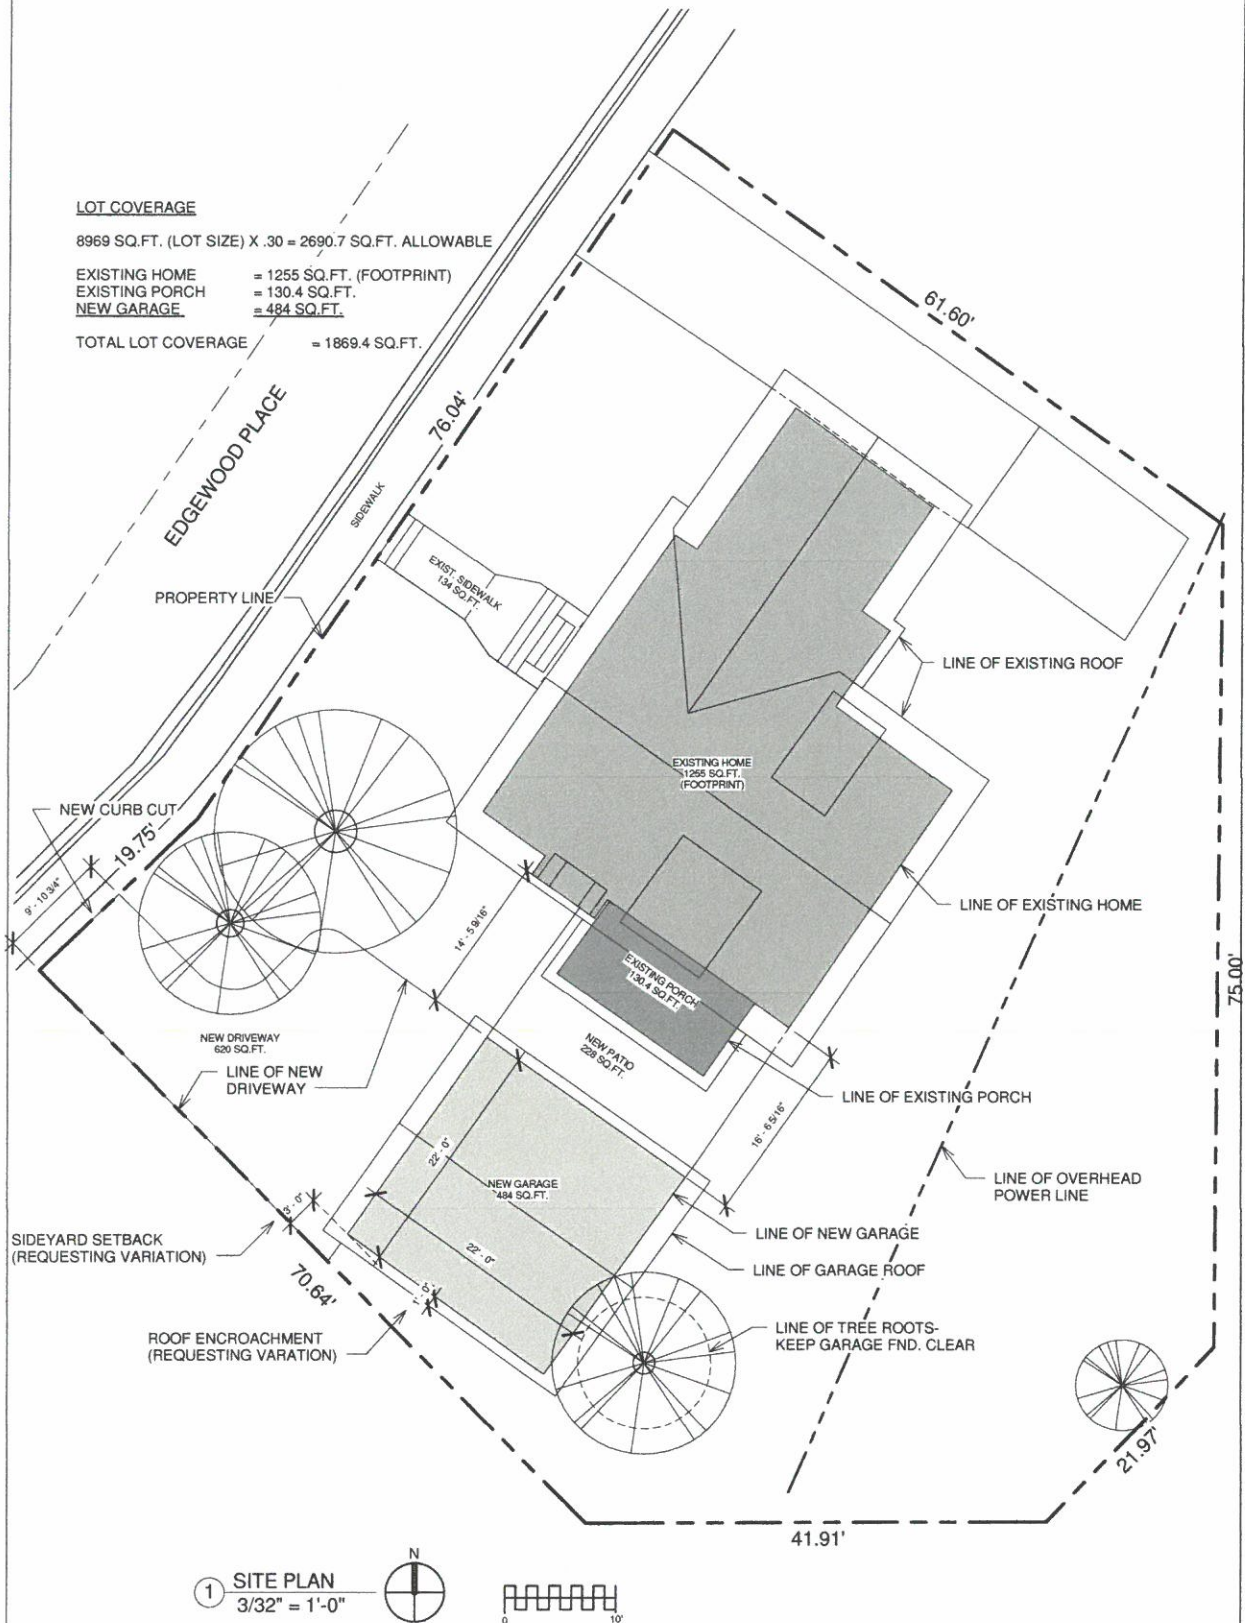 LOT COVERAGE
8969 SQ.FT. (LOT SIZE) X .30 = 2690.7 SQ.FT. ALLOWABLE
EXISTING HOME = 1255 SQ.FT. (FOOTPRINT)
EXISTING PORCH = 130.4 SQ.FT.
NEW GARAGE = 484 SQ.FT.
TOTAL LOT COVERAGE = 1869.4 SQ.FT.
61.60'
76.04'
EDGEWOOD PLACE
SIDEWALK
EXIST. SIDEWALK
134 SQ.FT.
PROPERTY LINE
LINE OF EXISTING ROOF
EXISTING HOME
1255 SQ.FT.
(FOOTPRINT)
NEW CURB CUT
19.75'
9' - 10 3/4"
LINE OF EXISTING HOME
14' - 5 9/16"
EXISTING PORCH
130.4 SQ.FT.
75.00'
NEW DRIVEWAY
620 SQ.FT.
NEW PATIO
228 SQ.FT.
LINE OF NEW
DRIVEWAY
LINE OF EXISTING PORCH
16' - 6 5/16"
22' - 0"
NEW GARAGE
484 SQ.FT.
LINE OF OVERHEAD
POWER LINE
3' - 0"
SIDEYARD SETBACK
(REQUESTING VARIATION)
LINE OF NEW GARAGE
22' - 0"
LINE OF GARAGE ROOF
70.64'
1' - 0"
ROOF ENCROACHMENT
(REQUESTING VARATION)
LINE OF TREE ROOTS-
KEEP GARAGE FND. CLEAR
21.97'
41.91'
N
1 SITE PLAN
3/32" = 1'-0"
0 10'